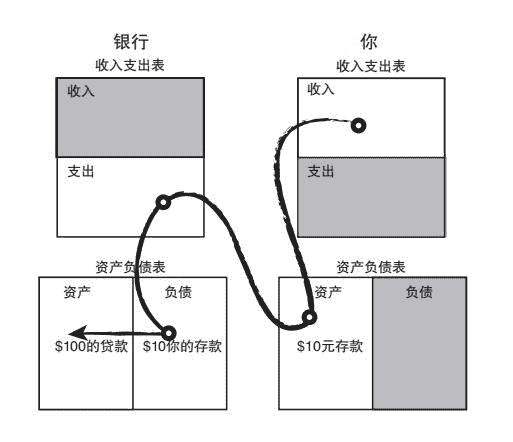 银行
收入支出表
收入
支出
资产负债表
资产
负债
$100的贷款
$10你的存款
你
收入支出表
收入
支出
资产负债表
资产
负债
$10元存款